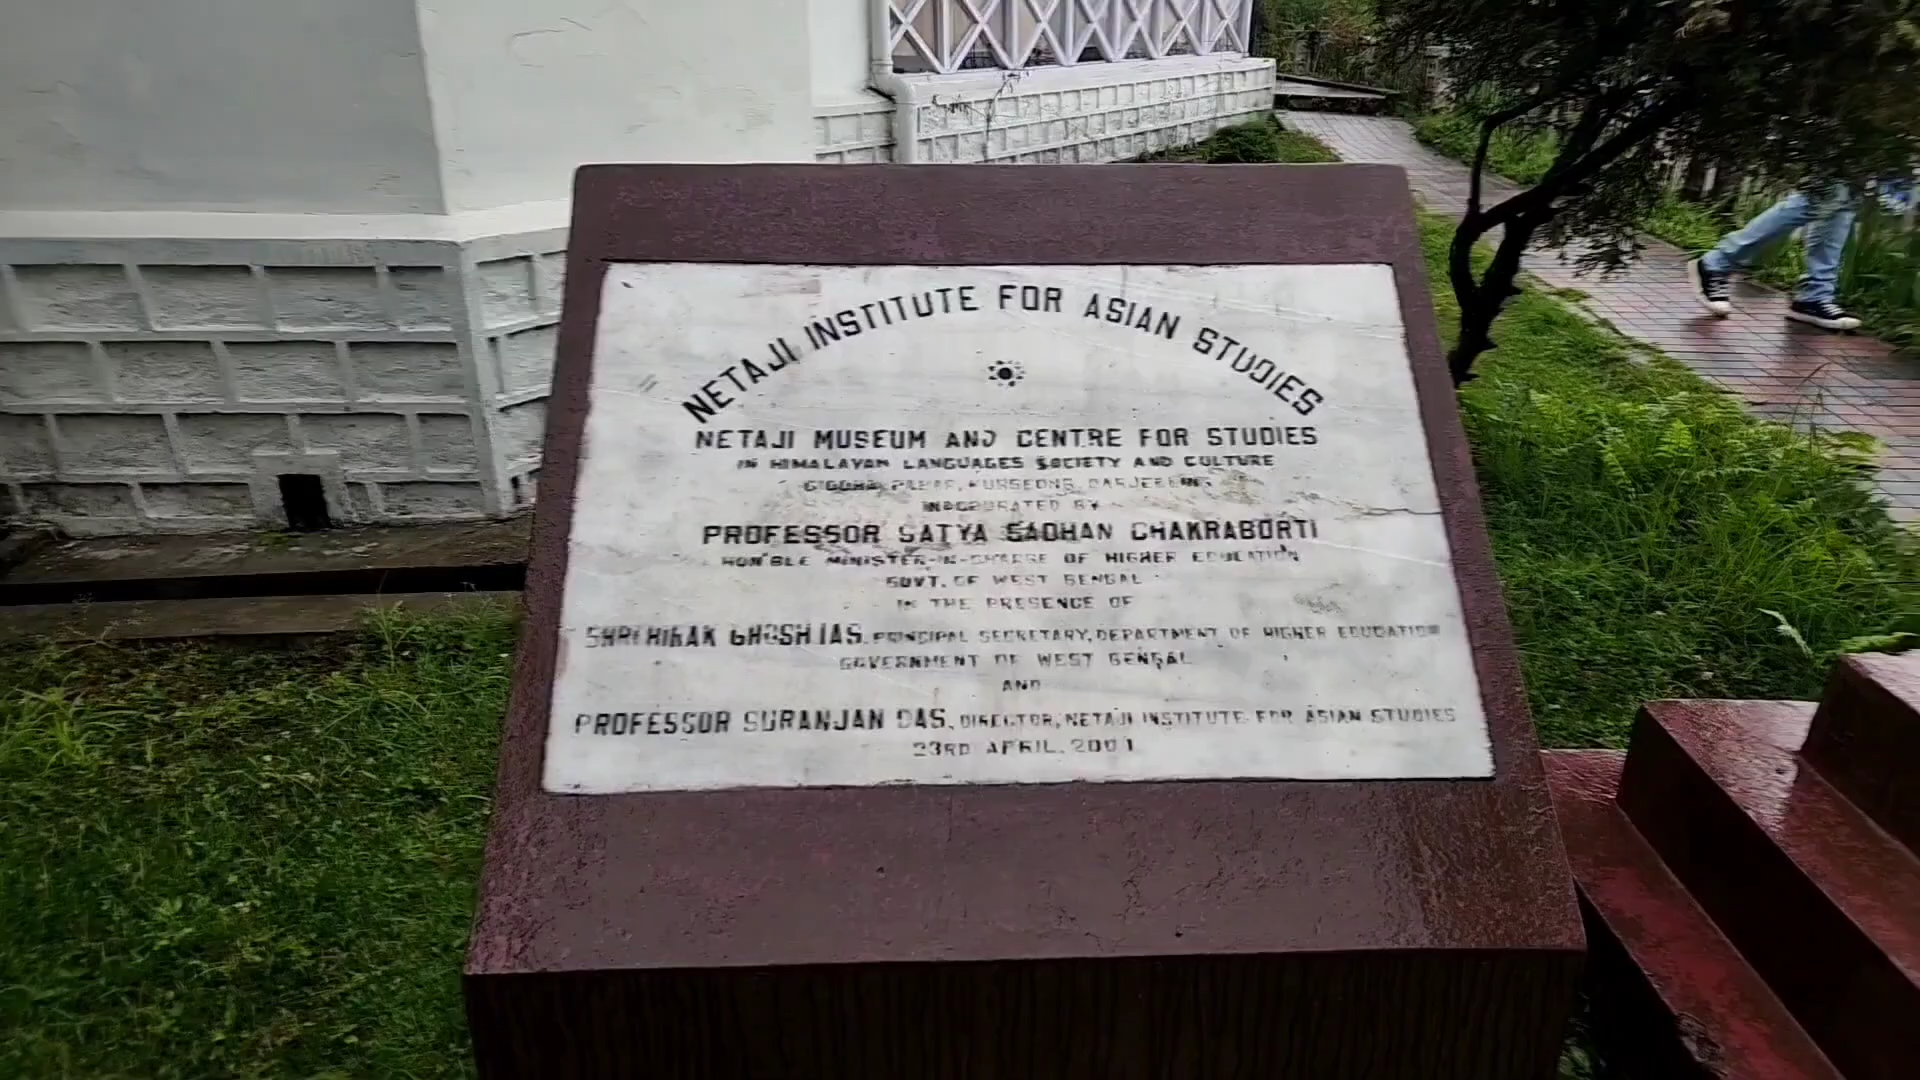 NETAJI INSTITUTE FOR ASIAN STUDIES
NETAJI MUSEUM AND CENTRE FOR STUDIES
IN HIMALAYAN LANGUAGES SOCIETY AND CULTURE
KURSEONG, DARJEELING
INAUGURATED BY
PROFESSOR SATYA SADHAN CHAKRABORTI
HON'BLE MINISTER-IN-CHARGE OF HIGHER EDUCATION
GOVT. OF WEST BENGAL
IN THE PRESENCE OF
GHOSH IAS. PRINCIPAL SECRETARY, DEPARTMENT OF HIGHER EDUCATION
GOVERNMENT OF WEST BENGAL
AND
PROFESSOR SURANJAN DAS, DIRECTOR, NETAJI INSTITUTE FOR ASIAN STUDIES
23RD APRIL, 2001